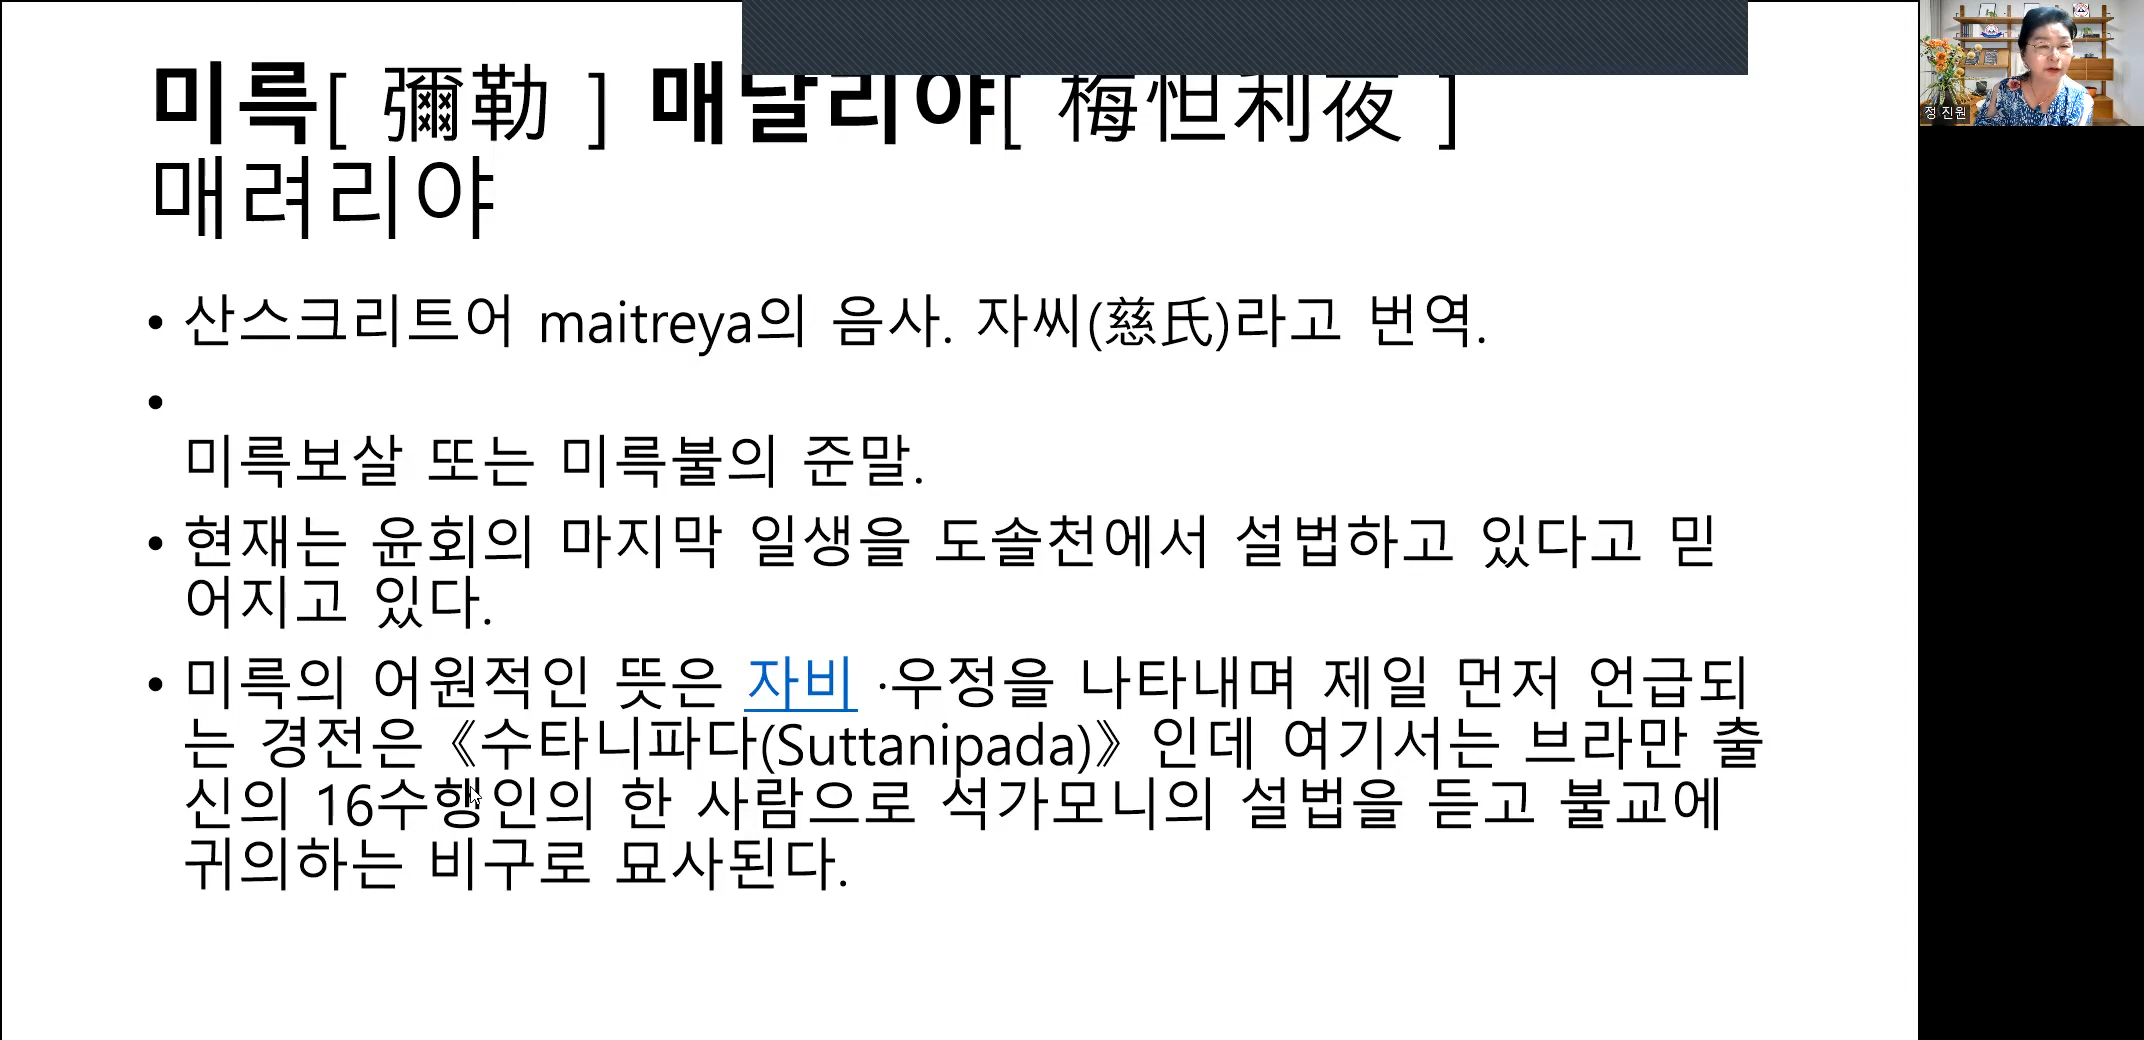 미륵[ 彌勒 ] 매달리야[ 梅怛利夜 ]
매려리야
• 산스크리트어 maitreya의 음사. 자씨(慈氏)라고 번역.
•
미륵보살 또는 미륵불의 준말.
• 현재는 윤회의 마지막 일생을 도솔천에서 설법하고 있다고 믿
어지고 있다.
• 미륵의 어원적인 뜻은 자비 ·우정을 나타내며 제일 먼저 언급되
는 경전은《수타니파다(Suttanipada)》인데 여기서는 브라만 출
신의 16수행인의 한 사람으로 석가모니의 설법을 듣고 불교에
귀의하는 비구로 묘사된다.
정 진원